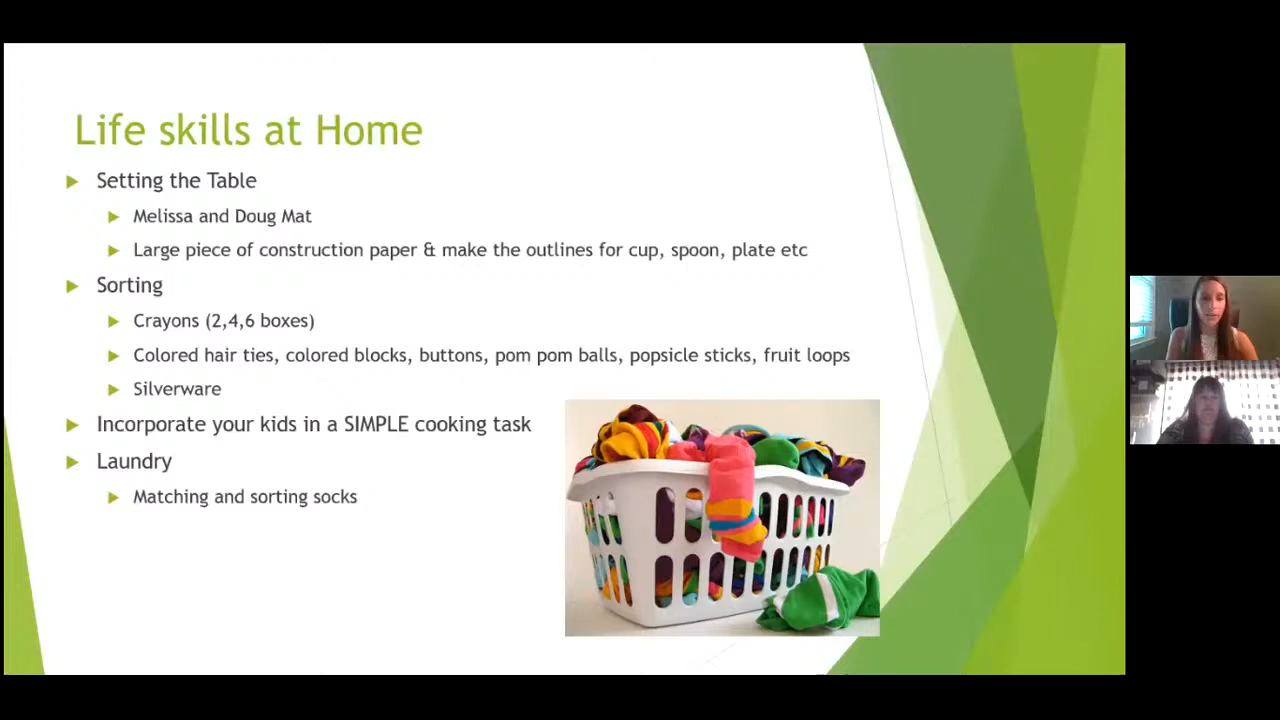 Life skills at Home
Setting the Table
Melissa and Doug Mat
Large piece of construction paper & make the outlines for cup, spoon, plate etc
Sorting
Crayons (2,4,6 boxes)
Colored hair ties, colored blocks, buttons, pom pom balls, popsicle sticks, fruit loops
Silverware
Incorporate your kids in a SIMPLE cooking task
Laundry
Matching and sorting socks